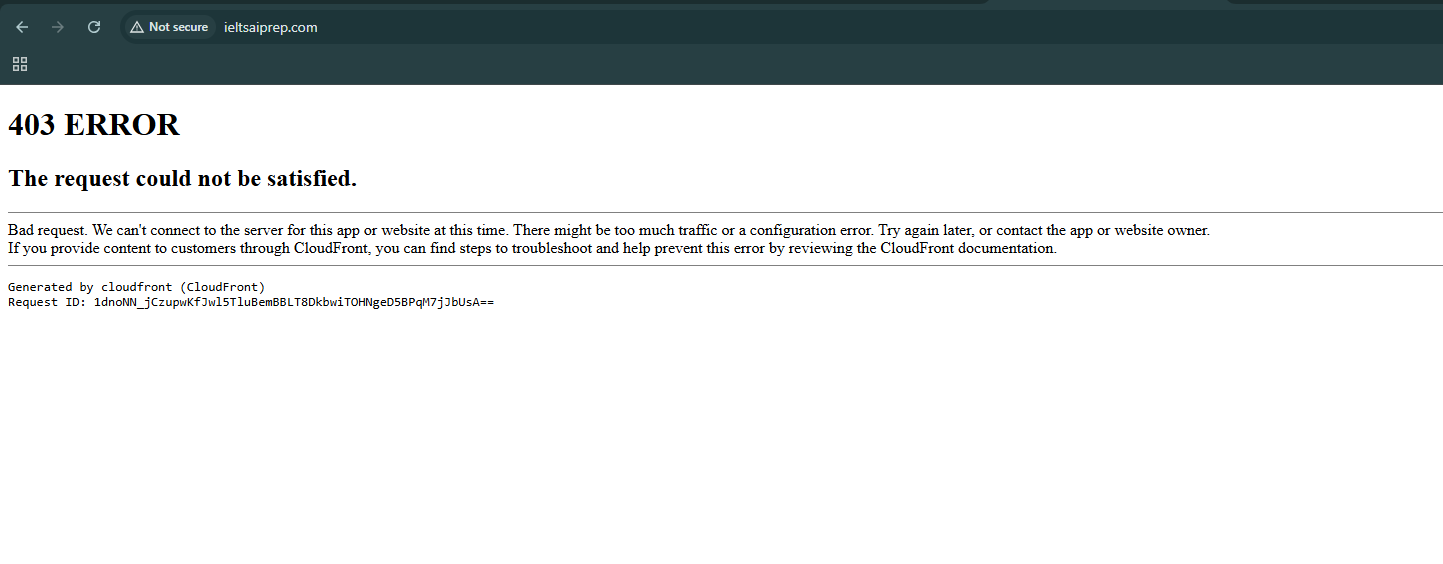 Not secure ieltsaiprep.com
403 ERROR
The request could not be satisfied.
Bad request. We can't connect to the server for this app or website at this time. There might be too much traffic or a configuration error. Try again later, or contact the app or website owner.
If you provide content to customers through CloudFront, you can find steps to troubleshoot and help prevent this error by reviewing the CloudFront documentation.
Generated by cloudfront (CloudFront)
Request ID: 1dnoNN_jCzupwKfJwl5TluBemBBLT8DkbwiTOHNgeD5BPqM7jJbUsA==